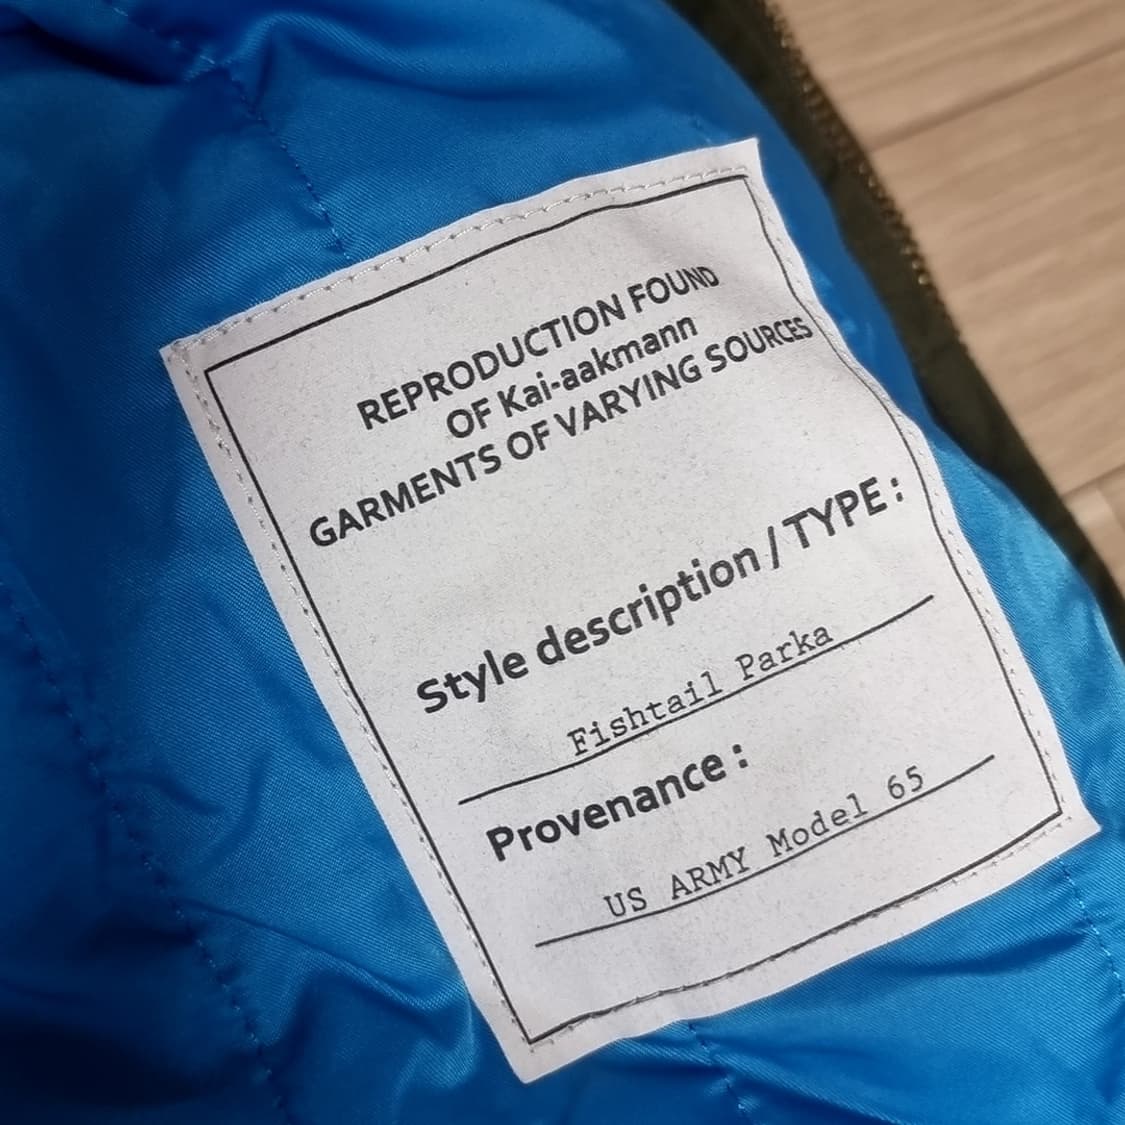 REPRODUCTION FOUND
OF Kai-aakmann
GARMENTS OF VARYING SOURCES
Style description / TYPE :
Fishtail Parka
Provenance :
US ARMY Model 65